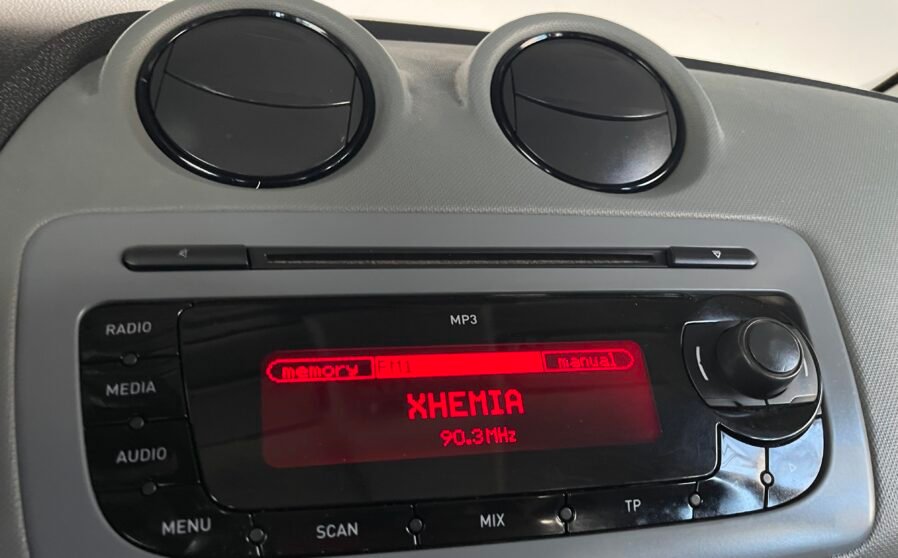 MP3
RADIO
MEDIA
AUDIO
MENU
memory FM1 manual
XHEMIA
90.3MHz
SCAN
MIX
TP